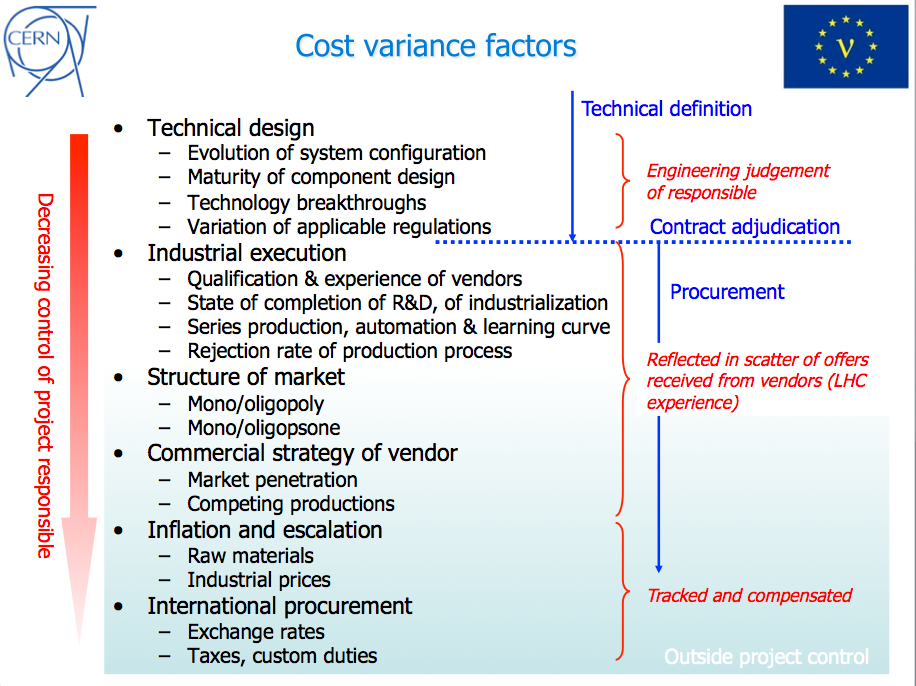 CERN
Cost variance factors
ν
Technical definition
• Technical design
– Evolution of system configuration
– Maturity of component design
– Technology breakthroughs
– Variation of applicable regulations
Engineering judgement
of responsible
Contract adjudication
• Industrial execution
– Qualification & experience of vendors
– State of completion of R&D, of industrialization
– Series production, automation & learning curve
– Rejection rate of production process
Procurement
• Structure of market
– Mono/oligopoly
– Mono/oligopsone
Reflected in scatter of offers
received from vendors (LHC
experience)
• Commercial strategy of vendor
– Market penetration
– Competing productions
• Inflation and escalation
– Raw materials
– Industrial prices
• International procurement
– Exchange rates
– Taxes, custom duties
Tracked and compensated
Outside project control
Decreasing control of project responsible